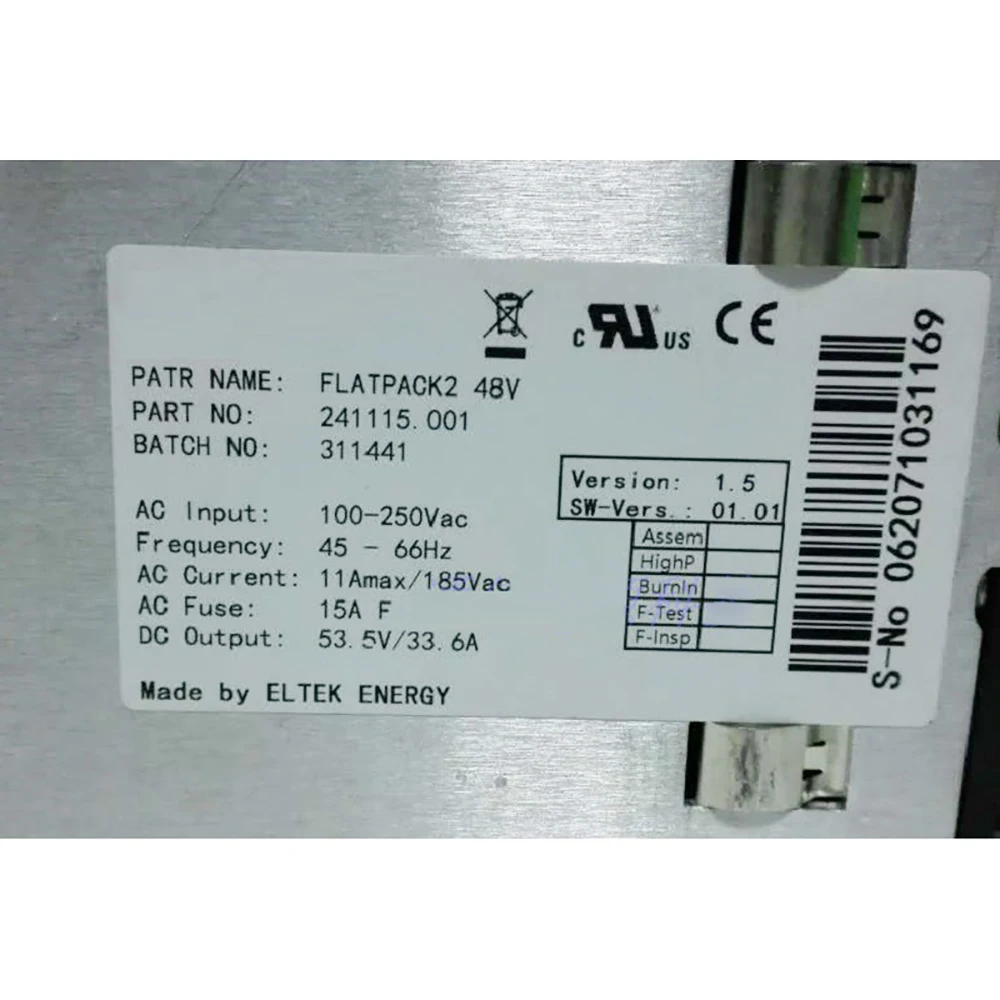 c RU US CE
PATR NAME: FLATPACK2 48V
PART NO: 241115.001
BATCH NO: 311441
AC Input: 100-250Vac
Frequency: 45 - 66Hz
AC Current: 11Amax/185Vac
AC Fuse: 15A F
DC Output: 53.5V/33.6A
Made by ELTEK ENERGY
Version: 1.5
SW-Vers.: 01.01
Assem
HighP
BurnIn
F-Test
F-Insp
S-No 062071031169